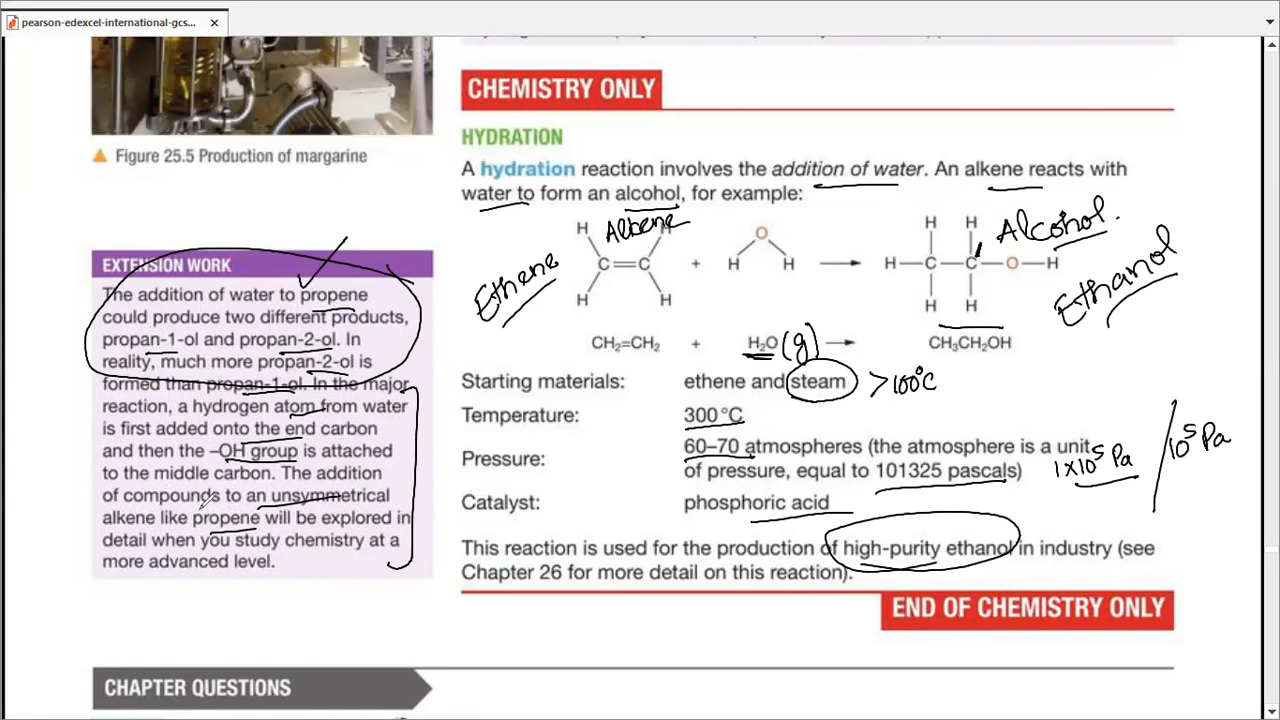 pearson-edexcel-international-gcs...
Figure 25.5 Production of margarine
EXTENSION WORK
The addition of water to propene
could produce two different products,
propan-1-ol and propan-2-ol. In
reality, much more propan-2-ol is
formed than propan-1-ol. In the major
reaction, a hydrogen atom from water
is first added onto the end carbon
and then the –OH group is attached
to the middle carbon. The addition
of compounds to an unsymmetrical
alkene like propene will be explored in
detail when you study chemistry at a
more advanced level.
CHEMISTRY ONLY
HYDRATION
A hydration reaction involves the addition of water. An alkene reacts with
water to form an alcohol, for example:
Ethene
Alkene
H H
C=C
H H
+
O
H H
H H
H—C—C—O—H
H H
Alcohol.
Ethanol
CH₂=CH₂ + H₂O (g) CH₃CH₂OH
Starting materials: ethene and steam >100°C
Temperature: 300 °C
Pressure: 60–70 atmospheres (the atmosphere is a unit
of pressure, equal to 101325 pascals) 1×10⁵ Pa / 10⁵ Pa
Catalyst: phosphoric acid
This reaction is used for the production of high-purity ethanol in industry (see
Chapter 26 for more detail on this reaction).
END OF CHEMISTRY ONLY
CHAPTER QUESTIONS